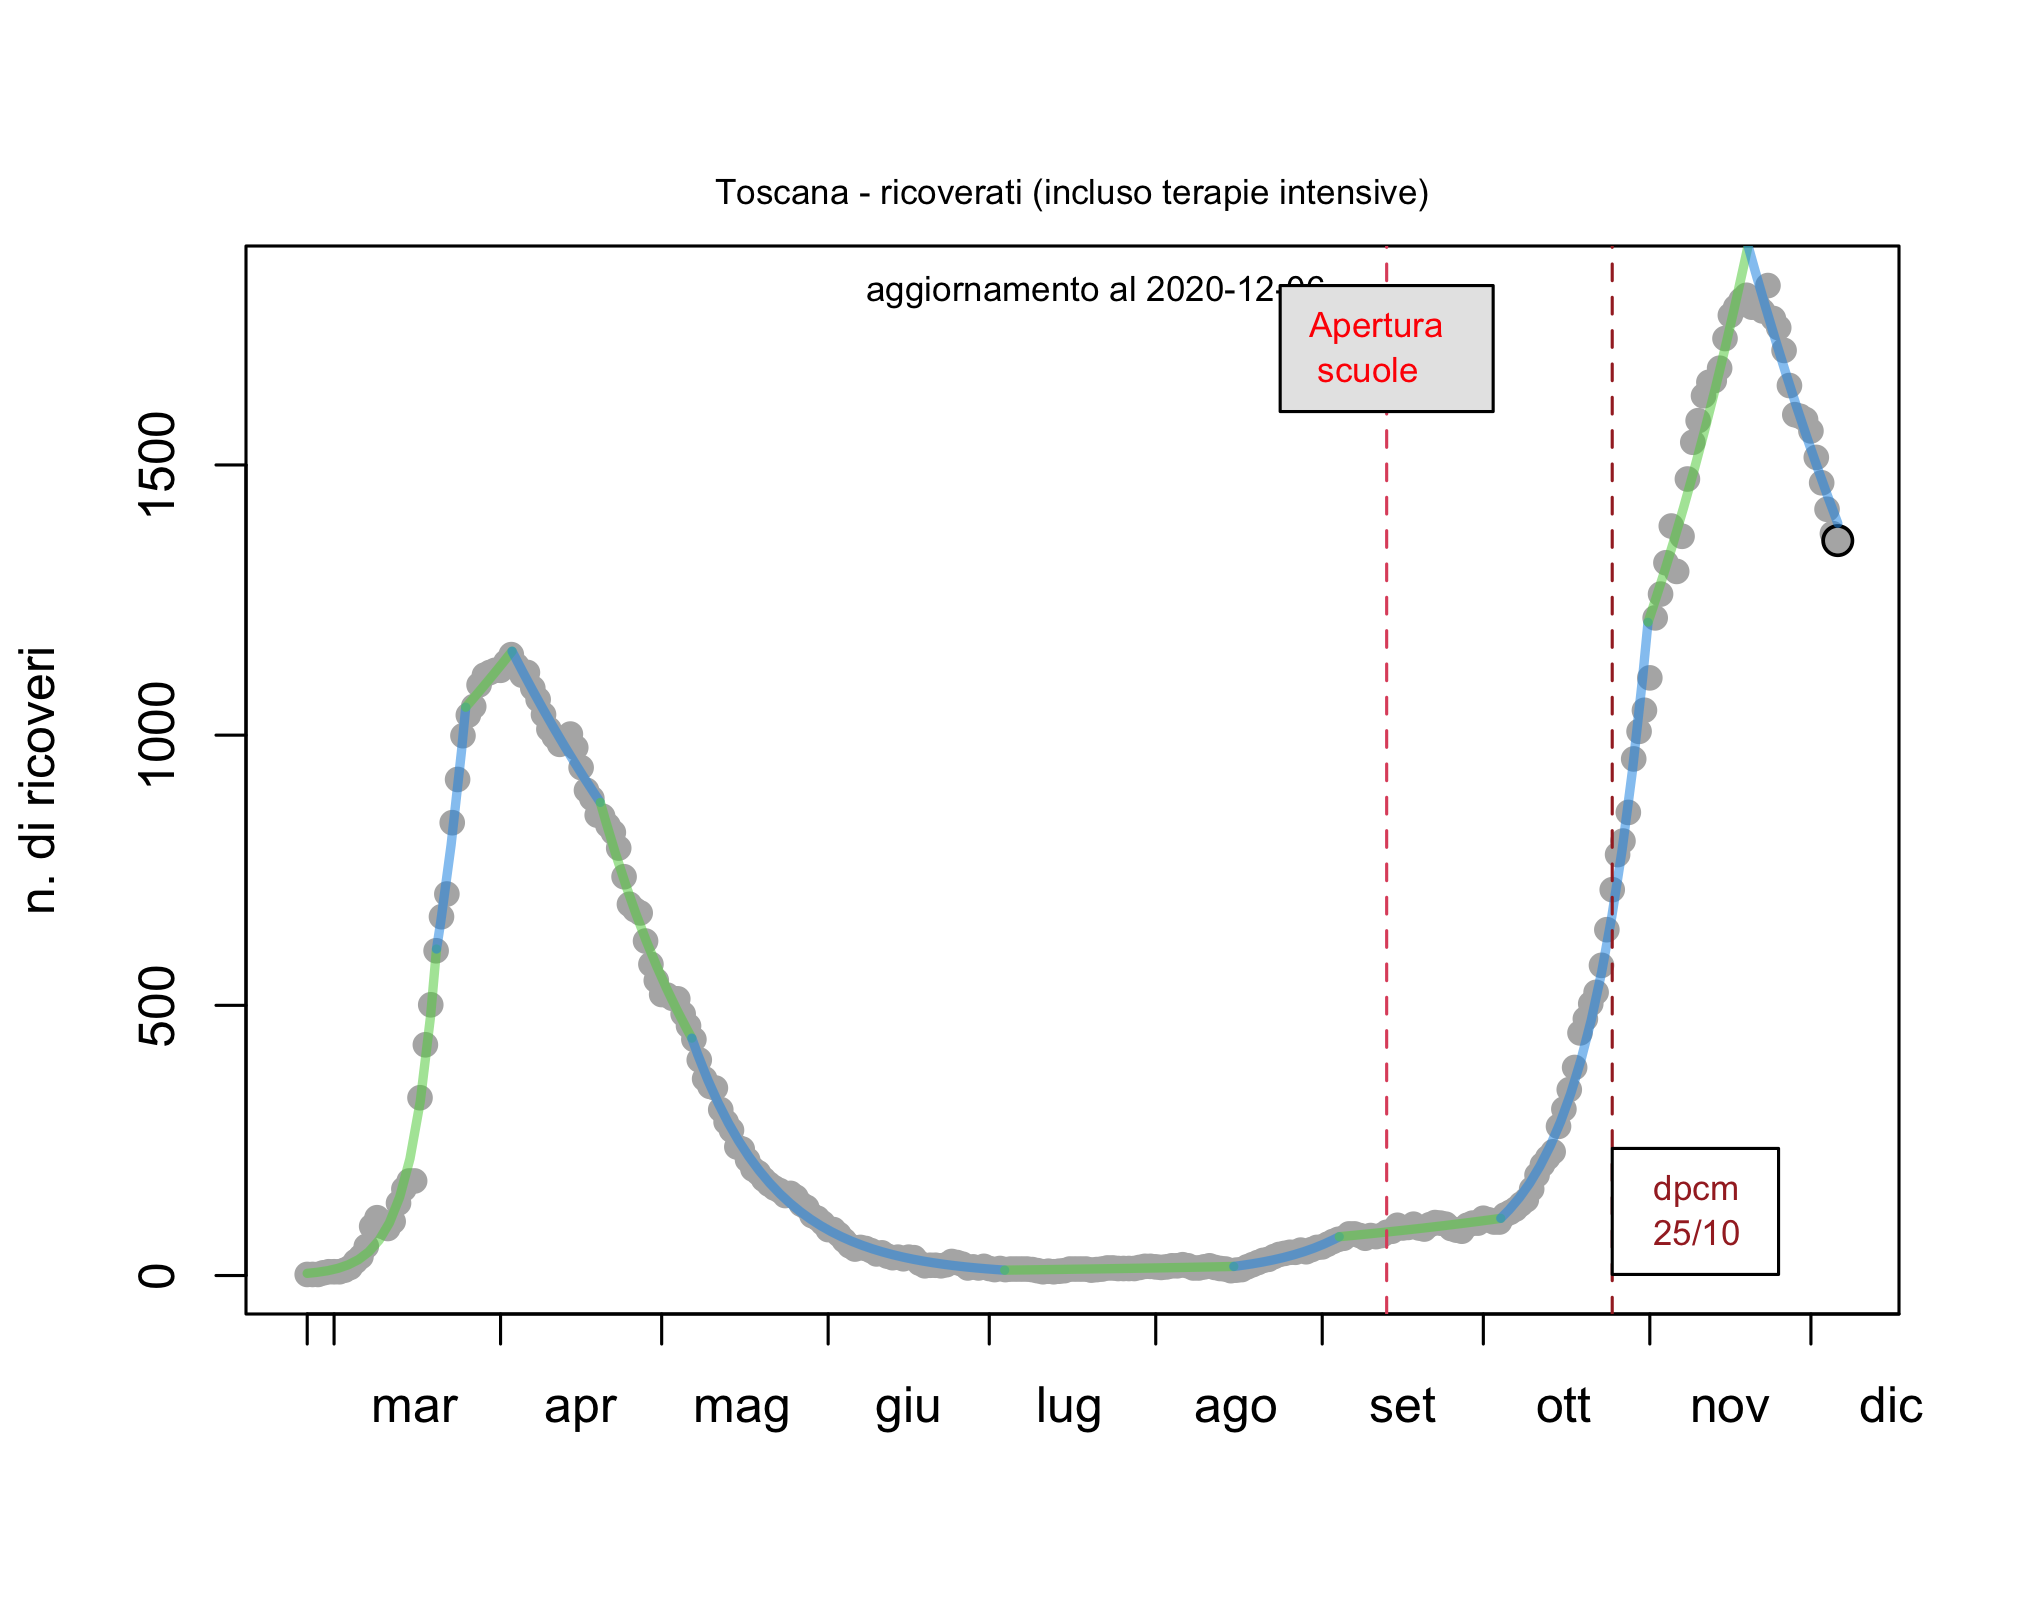 Toscana - ricoverati (incluso terapie intensive)
aggiornamento al 2020-12-06
Apertura
scuole
n. di ricoveri
1500
1000
500
0
dpcm
25/10
mar apr mag giu lug ago set ott nov dic